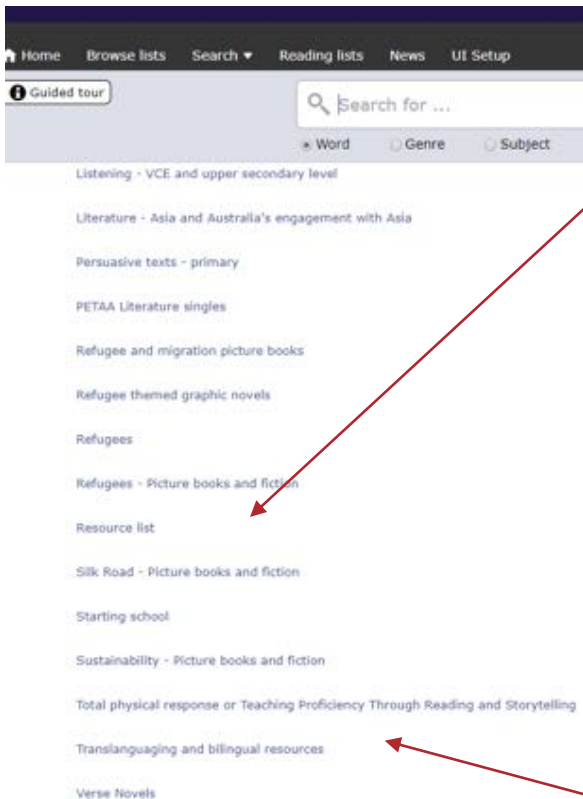 Home Browse lists Search Reading lists News UI Setup
Guided tour
Search for ...
Word Genre Subject
Listening - VCE and upper secondary level
Literature - Asia and Australia's engagement with Asia
Persuasive texts - primary
PETAA Literature singles
Refugee and migration picture books
Refugee themed graphic novels
Refugees
Refugees - Picture books and fiction
Resource list
Silk Road - Picture books and fiction
Starting school
Sustainability - Picture books and fiction
Total physical response or Teaching Proficiency Through Reading and Storytelling
Translanguaging and bilingual resources
Verse Novels